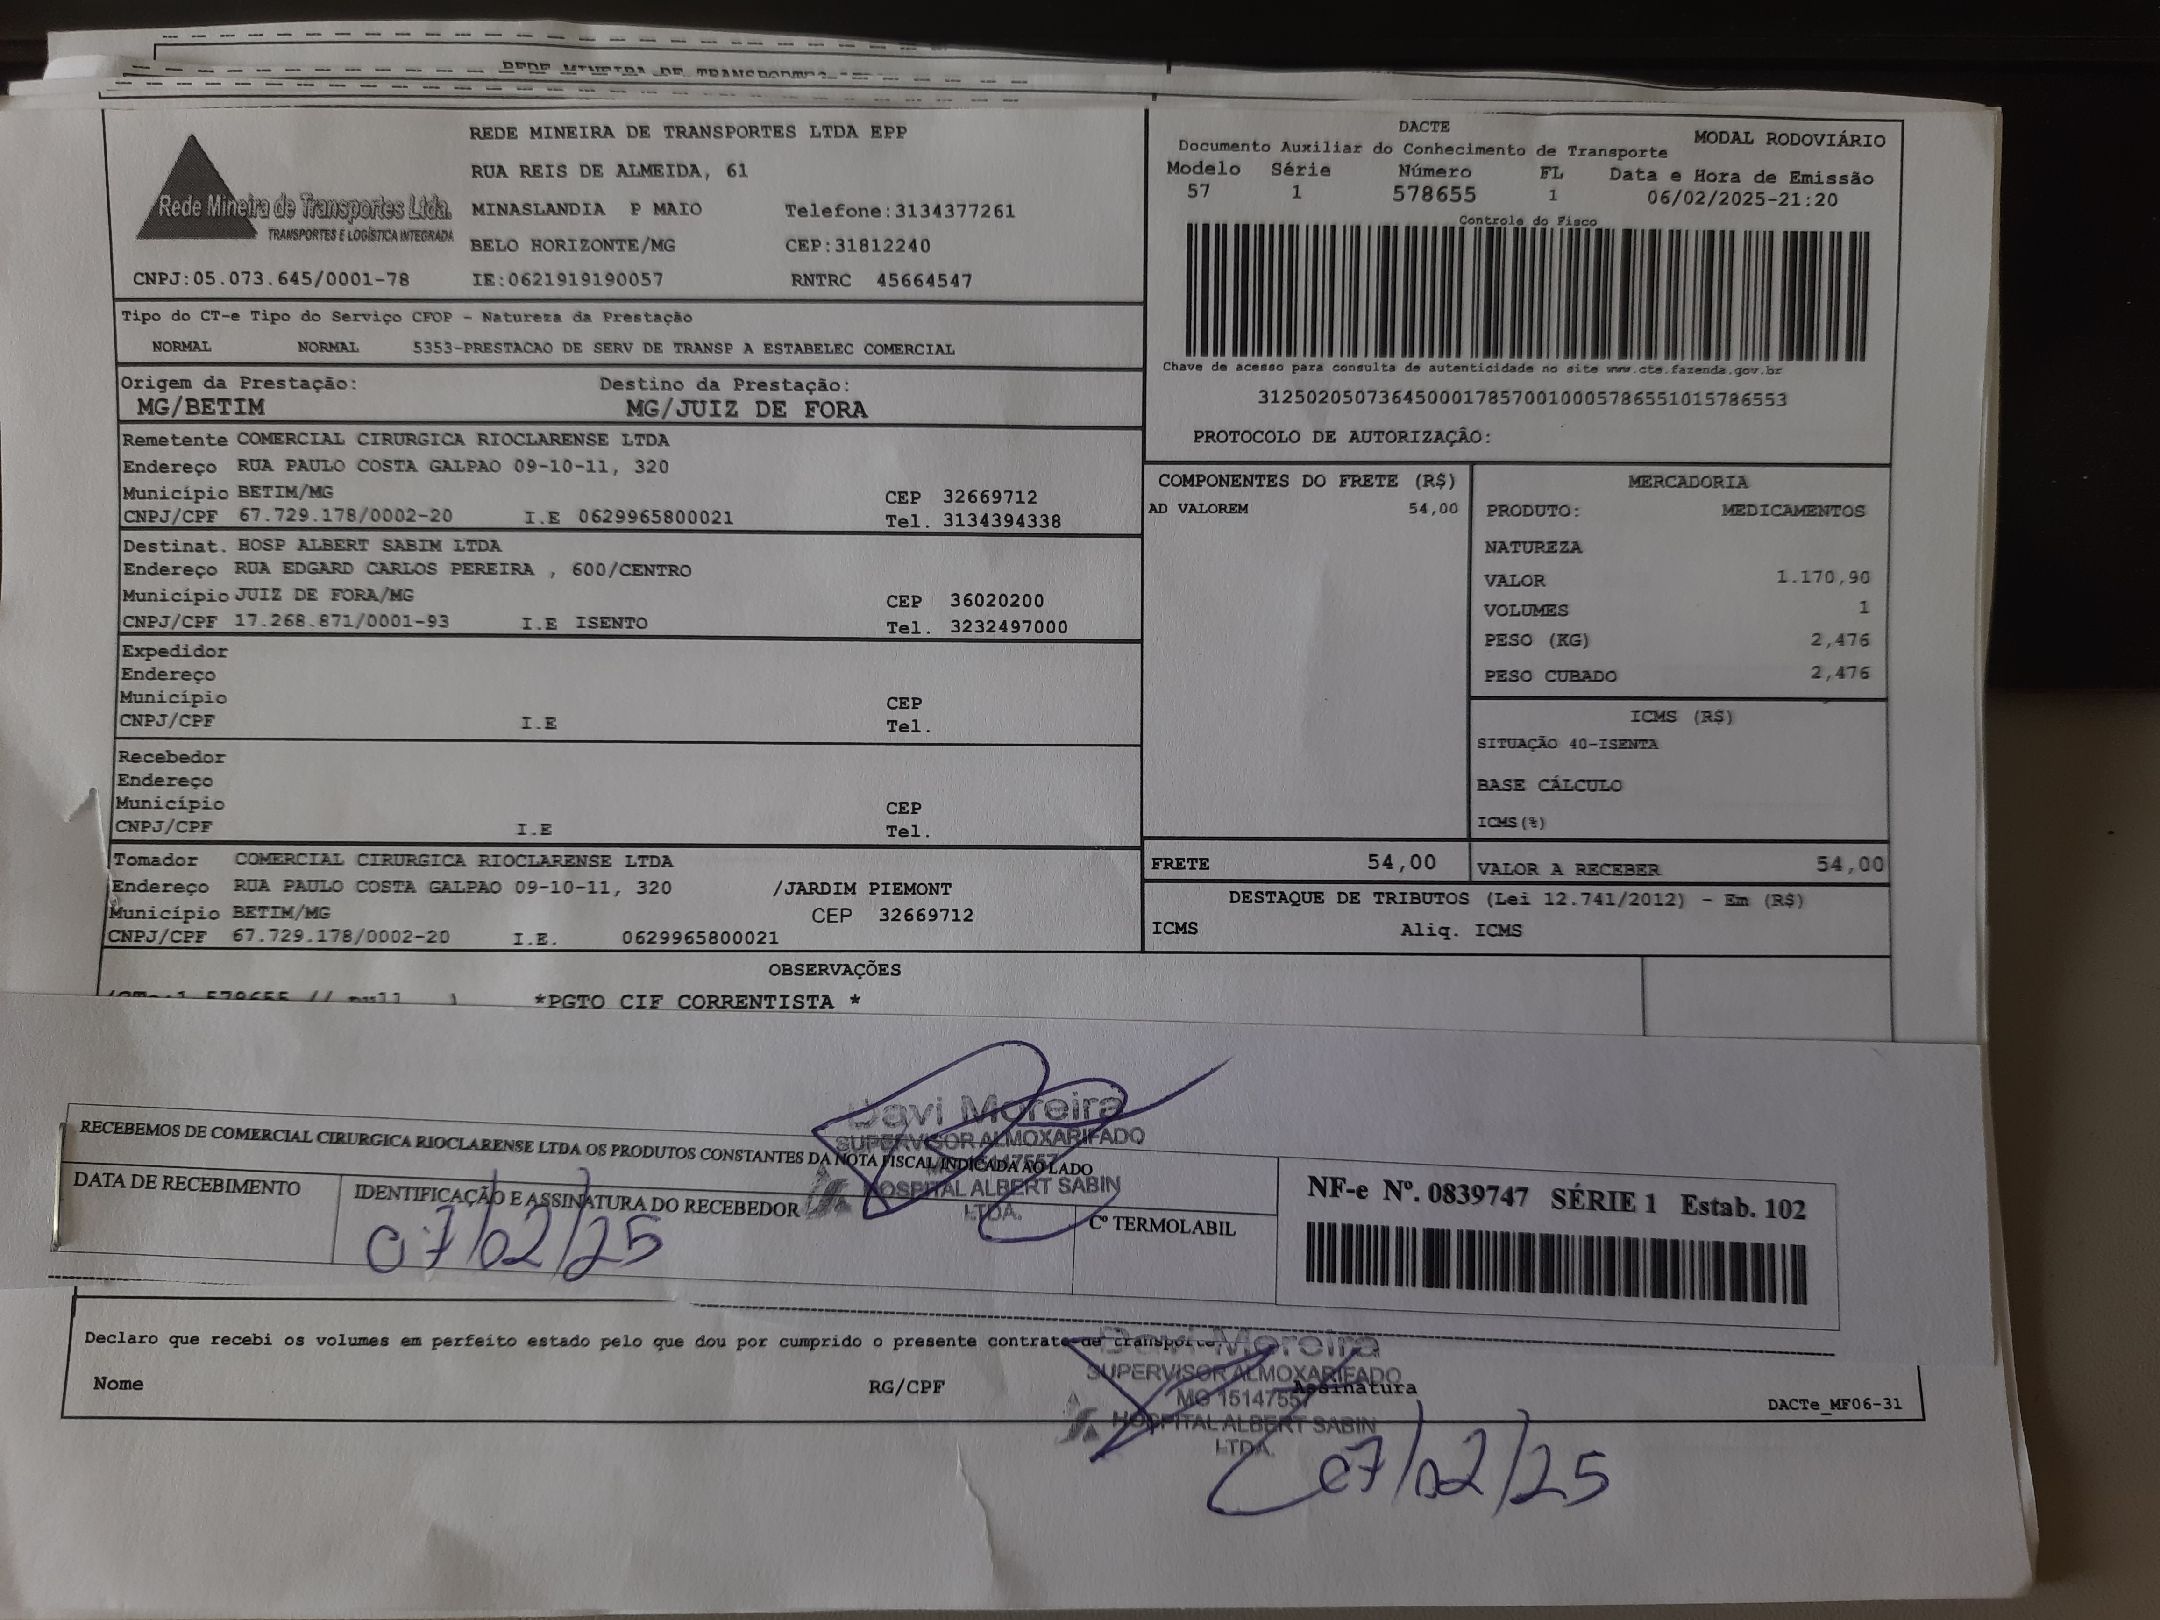 REDE MINEIRA DE TRANSPORTES LTDA EPP
RUA REIS DE ALMEIDA, 61
MINASLANDIA P MAIO Telefone:3134377261
BELO HORIZONTE/MG CEP:31812240
CNPJ:05.073.645/0001-78 IE:0621919190057 RNTRC 45664547
Rede Mineira de Transportes Ltda.
TRANSPORTES E LOGÍSTICA INTEGRADA
DACTE
Documento Auxiliar do Conhecimento de Transporte MODAL RODOVIÁRIO
Modelo Série Número FL Data e Hora de Emissão
57 1 578655 1 06/02/2025-21:20
Controle do Fisco
Chave de acesso para consulta de autenticidade no site www.cte.fazenda.gov.br
31250205073645000178570010005786551015786553
PROTOCOLO DE AUTORIZAÇÂO:
Tipo do CT-e Tipo do Serviço CFOP - Natureza da Prestação
NORMAL NORMAL 5353-PRESTACAO DE SERV DE TRANSP A ESTABELEC COMERCIAL
Origem da Prestação: Destino da Prestação:
MG/BETIM MG/JUIZ DE FORA
Remetente COMERCIAL CIRURGICA RIOCLARENSE LTDA
Endereço RUA PAULO COSTA GALPAO 09-10-11, 320
Município BETIM/MG CEP 32669712
CNPJ/CPF 67.729.178/0002-20 I.E 0629965800021 Tel. 3134394338
Destinat. HOSP ALBERT SABIM LTDA
Endereço RUA EDGARD CARLOS PEREIRA , 600/CENTRO
Município JUIZ DE FORA/MG CEP 36020200
CNPJ/CPF 17.268.871/0001-93 I.E ISENTO Tel. 3232497000
Expedidor
Endereço
Município CEP
CNPJ/CPF I.E Tel.
Recebedor
Endereço
Município CEP
CNPJ/CPF I.E Tel.
Tomador COMERCIAL CIRURGICA RIOCLARENSE LTDA
Endereço RUA PAULO COSTA GALPAO 09-10-11, 320 /JARDIM PIEMONT
Município BETIM/MG CEP 32669712
CNPJ/CPF 67.729.178/0002-20 I.E. 0629965800021
COMPONENTES DO FRETE (R$)
AD VALOREM 54,00
MERCADORIA
PRODUTO: MEDICAMENTOS
NATUREZA
VALOR 1.170,90
VOLUMES 1
PESO (KG) 2,476
PESO CUBADO 2,476
ICMS (R$)
SITUAÇÃO 40-ISENTA
BASE CÁLCULO
ICMS(%)
FRETE 54,00 VALOR A RECEBER 54,00
DESTAQUE DE TRIBUTOS (Lei 12.741/2012) - Em (R$)
ICMS Aliq. ICMS
OBSERVAÇÕES
578655 // null ) *PGTO CIF CORRENTISTA *
RECEBEMOS DE COMERCIAL CIRURGICA RIOCLARENSE LTDA OS PRODUTOS CONSTANTES DA NOTA FISCAL INDICADA AO LADO
DATA DE RECEBIMENTO IDENTIFICAÇÃO E ASSINATURA DO RECEBEDOR Cº TERMOLABIL
07/02/25
Davi Moreira
SUPERVISOR ALMOXARIFADO
HOSPITAL ALBERT SABIN
LTDA.
NF-e Nº. 0839747 SÉRIE 1 Estab. 102
Declaro que recebi os volumes em perfeito estado pelo que dou por cumprido o presente contrato de transporte.
Nome RG/CPF Assinatura DACTe_MF06-31
Davi Moreira
SUPERVISOR ALMOXARIFADO
MG 15147557
HOSPITAL ALBERT SABIN
LTDA.
07/02/25